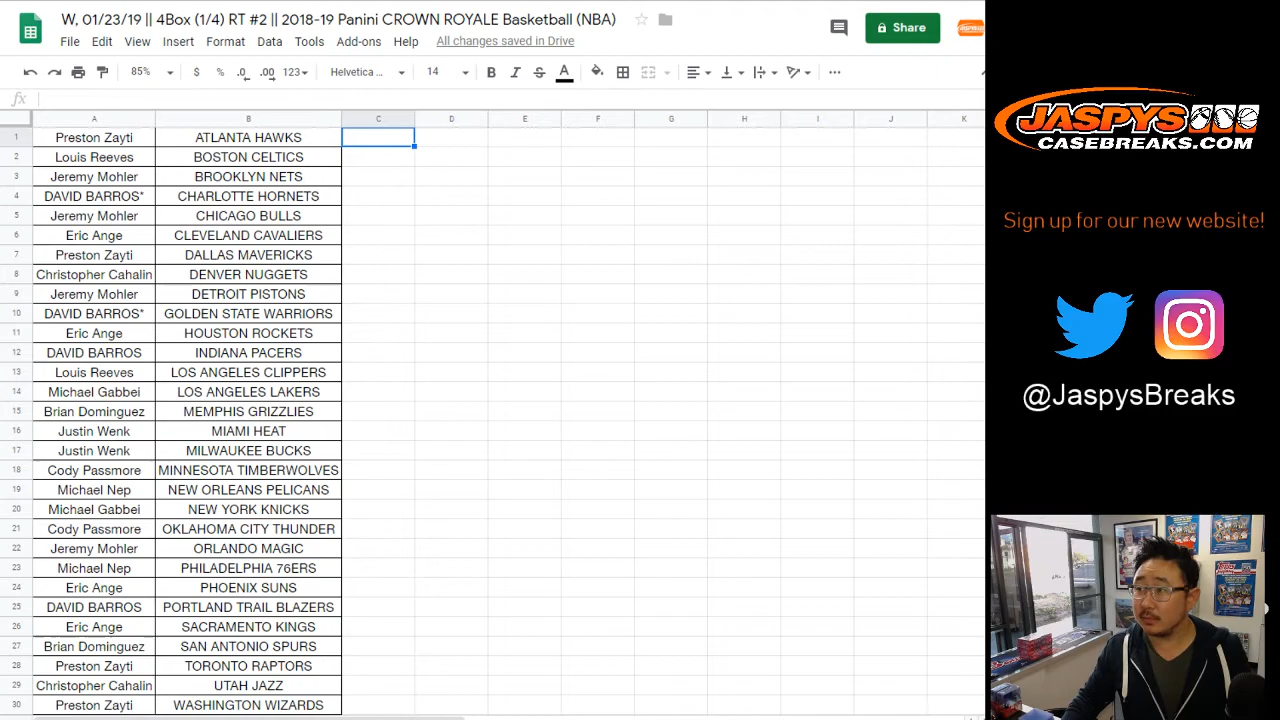 W, 01/23/19 || 4Box (1/4) RT #2 || 2018-19 Panini CROWN ROYALE Basketball (NBA)
File Edit View Insert Format Data Tools Add-ons Help All changes saved in Drive
Share
85% $ % .0 .00 123 Helvetica ... 14 B I S A
fx
A B C D E F G H I J K
1 Preston Zayti ATLANTA HAWKS
2 Louis Reeves BOSTON CELTICS
3 Jeremy Mohler BROOKLYN NETS
4 DAVID BARROS* CHARLOTTE HORNETS
5 Jeremy Mohler CHICAGO BULLS
6 Eric Ange CLEVELAND CAVALIERS
7 Preston Zayti DALLAS MAVERICKS
8 Christopher Cahalin DENVER NUGGETS
9 Jeremy Mohler DETROIT PISTONS
10 DAVID BARROS* GOLDEN STATE WARRIORS
11 Eric Ange HOUSTON ROCKETS
12 DAVID BARROS INDIANA PACERS
13 Louis Reeves LOS ANGELES CLIPPERS
14 Michael Gabbei LOS ANGELES LAKERS
15 Brian Dominguez MEMPHIS GRIZZLIES
16 Justin Wenk MIAMI HEAT
17 Justin Wenk MILWAUKEE BUCKS
18 Cody Passmore MINNESOTA TIMBERWOLVES
19 Michael Nep NEW ORLEANS PELICANS
20 Michael Gabbei NEW YORK KNICKS
21 Cody Passmore OKLAHOMA CITY THUNDER
22 Jeremy Mohler ORLANDO MAGIC
23 Michael Nep PHILADELPHIA 76ERS
24 Eric Ange PHOENIX SUNS
25 DAVID BARROS PORTLAND TRAIL BLAZERS
26 Eric Ange SACRAMENTO KINGS
27 Brian Dominguez SAN ANTONIO SPURS
28 Preston Zayti TORONTO RAPTORS
29 Christopher Cahalin UTAH JAZZ
30 Preston Zayti WASHINGTON WIZARDS
JASPYS
CASEBREAKS.COM
Sign up for our new website!
@JaspysBreaks